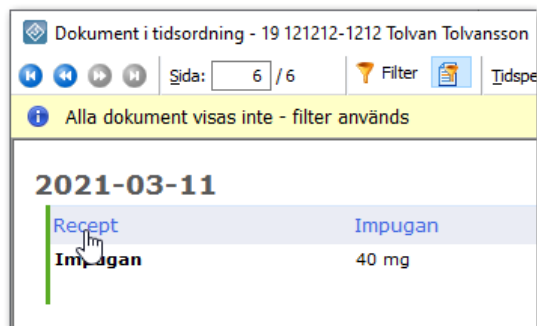 Dokument i tidsordning - 19 121212-1212 Tolvan Tolvansson
Sida: 6 / 6 Filter
Alla dokument visas inte - filter används
2021-03-11
Recept Impugan
Impugan 40 mg